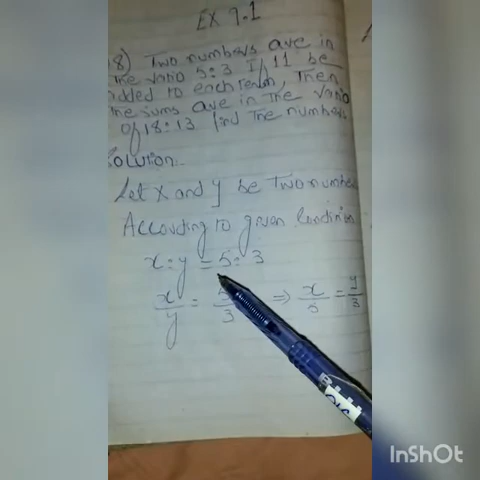 EX 9.1
8) Two numbers are in
the ratio 5:3 If 11 be
added to each term, Then
the sums are in the ratio
of 18:13 find the numbers
Solution:-
Let X and y be Two numbers
According to given Condition
x:y = 5:3
x/y = 5/3 ⇒ x/5 = y/3
InShOt